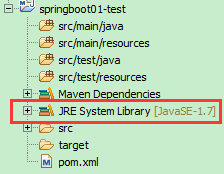 springboot01-test
src/main/java
src/main/resources
src/test/java
src/test/resources
Maven Dependencies
JRE System Library [JavaSE-1.7]
src
target
pom.xml